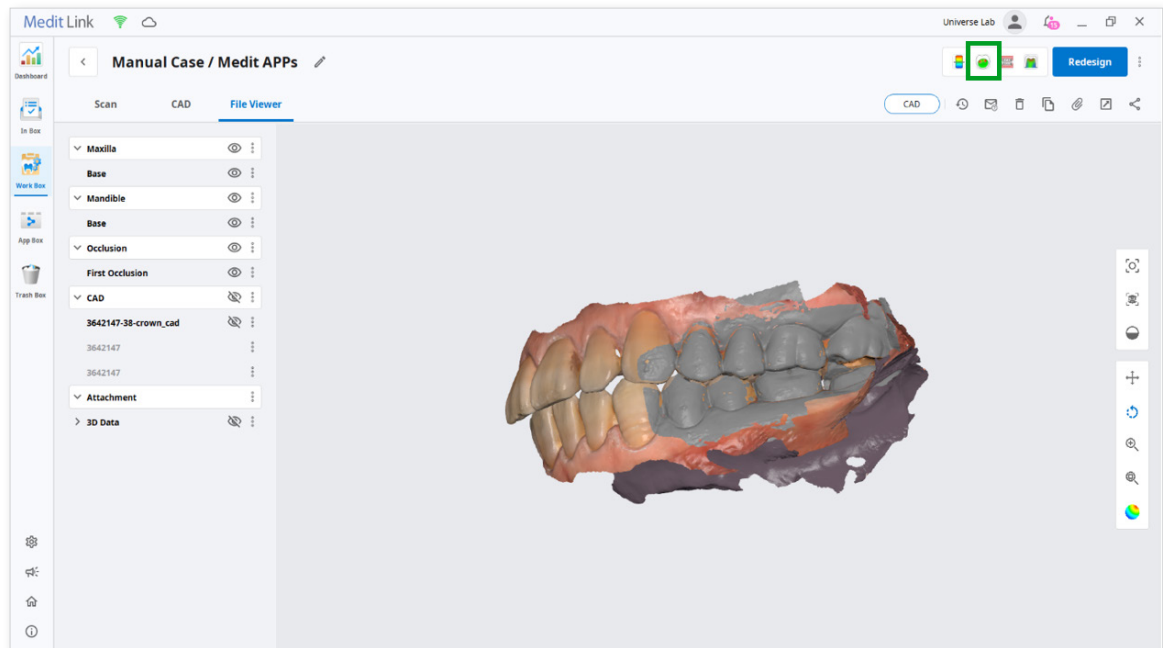 Medit Link
Universe Lab
15
Dashboard
In Box
Work Box
App Box
Trash Box
Manual Case / Medit APPs
Redesign
Scan
CAD
File Viewer
CAD
Maxilla
Base
Mandible
Base
Occlusion
First Occlusion
CAD
3642147-38-crown_cad
3642147
3642147
Attachment
3D Data